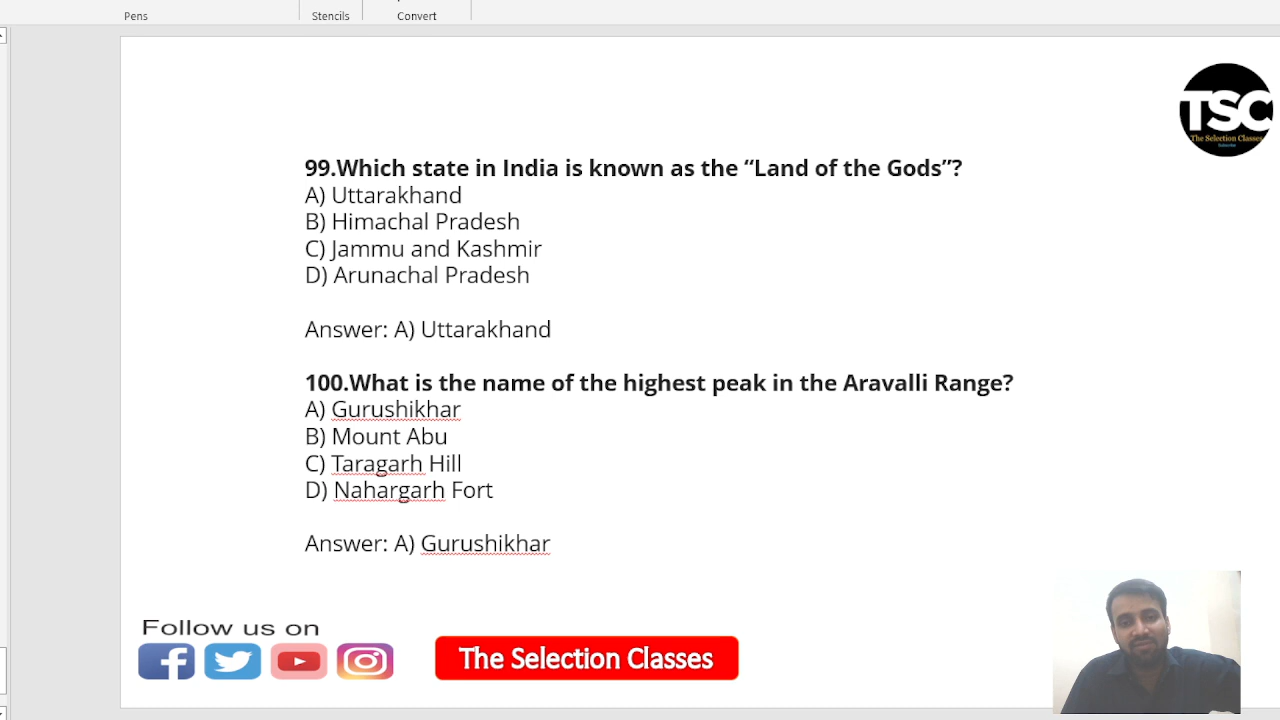 Pens
Stencils
Convert
TSC
The Selection Classes
Subscribe
99.Which state in India is known as the “Land of the Gods”?
A) Uttarakhand
B) Himachal Pradesh
C) Jammu and Kashmir
D) Arunachal Pradesh
Answer: A) Uttarakhand
100.What is the name of the highest peak in the Aravalli Range?
A) Gurushikhar
B) Mount Abu
C) Taragarh Hill
D) Nahargarh Fort
Answer: A) Gurushikhar
Follow us on
The Selection Classes